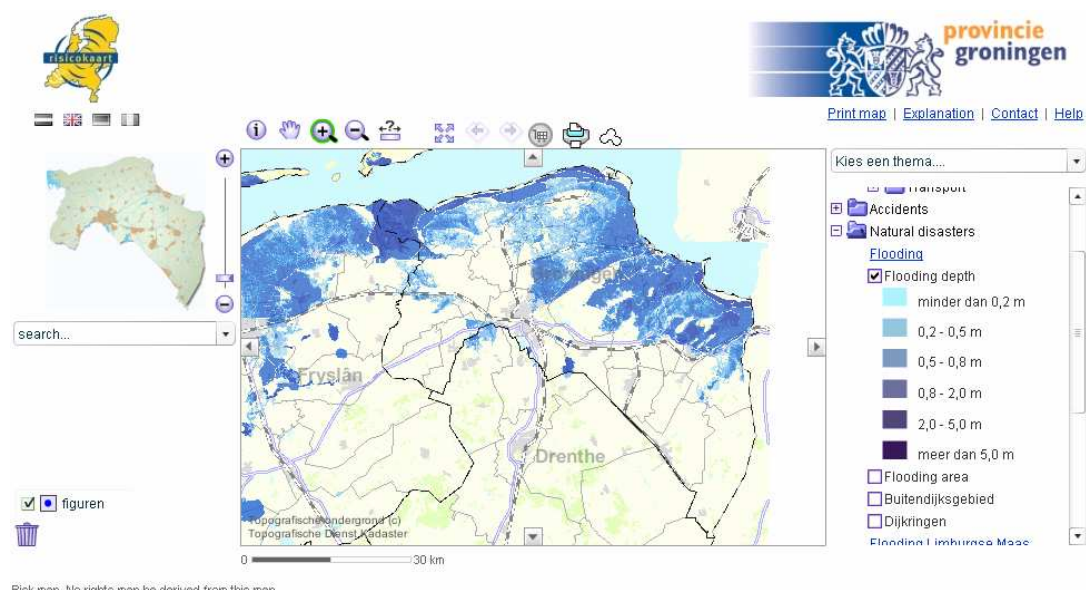 risicokaart
provincie
groningen
Print map | Explanation | Contact | Help
Kies een thema....
Transport
Accidents
Natural disasters
Flooding
Flooding depth
minder dan 0,2 m
0,2 - 0,5 m
0,5 - 0,8 m
0,8 - 2,0 m
2,0 - 5,0 m
meer dan 5,0 m
Flooding area
Buitendijksgebied
Dijkringen
Flooding Limburgse Maas
search...
figuren
Groningen
Fryslân
Drenthe
Topografische ondergrond (c)
Topografische Dienst Kadaster
0 30 km
Risk map. No rights may be derived from this map